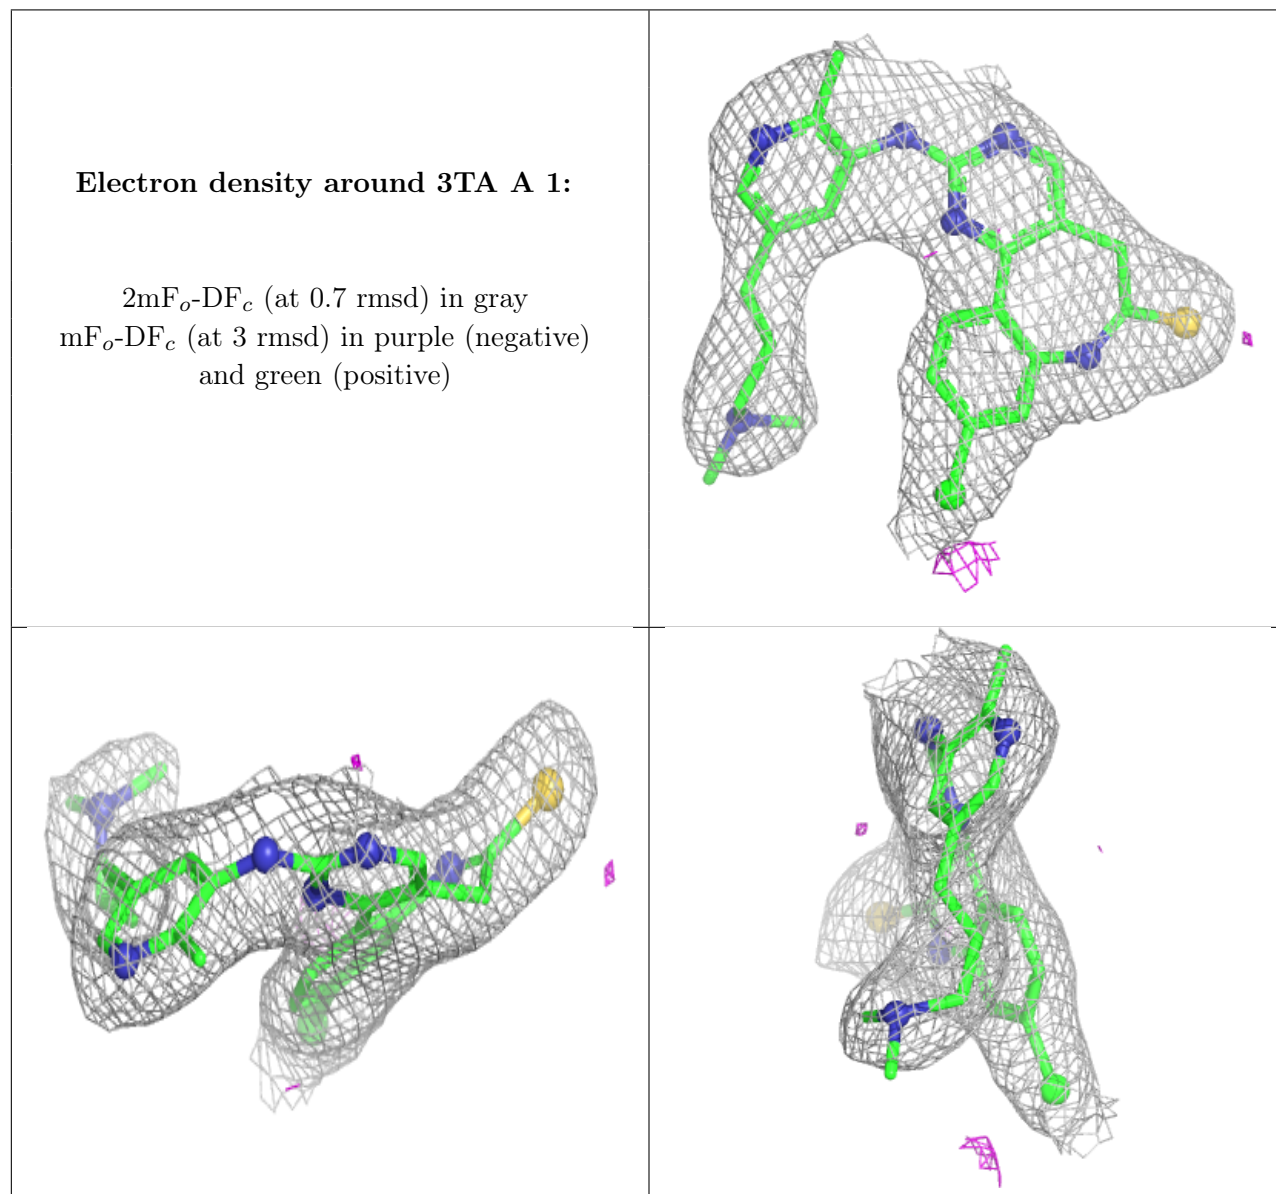 Electron density around 3TA A 1:
2mFo-DFc (at 0.7 rmsd) in gray
mFo-DFc (at 3 rmsd) in purple (negative)
and green (positive)